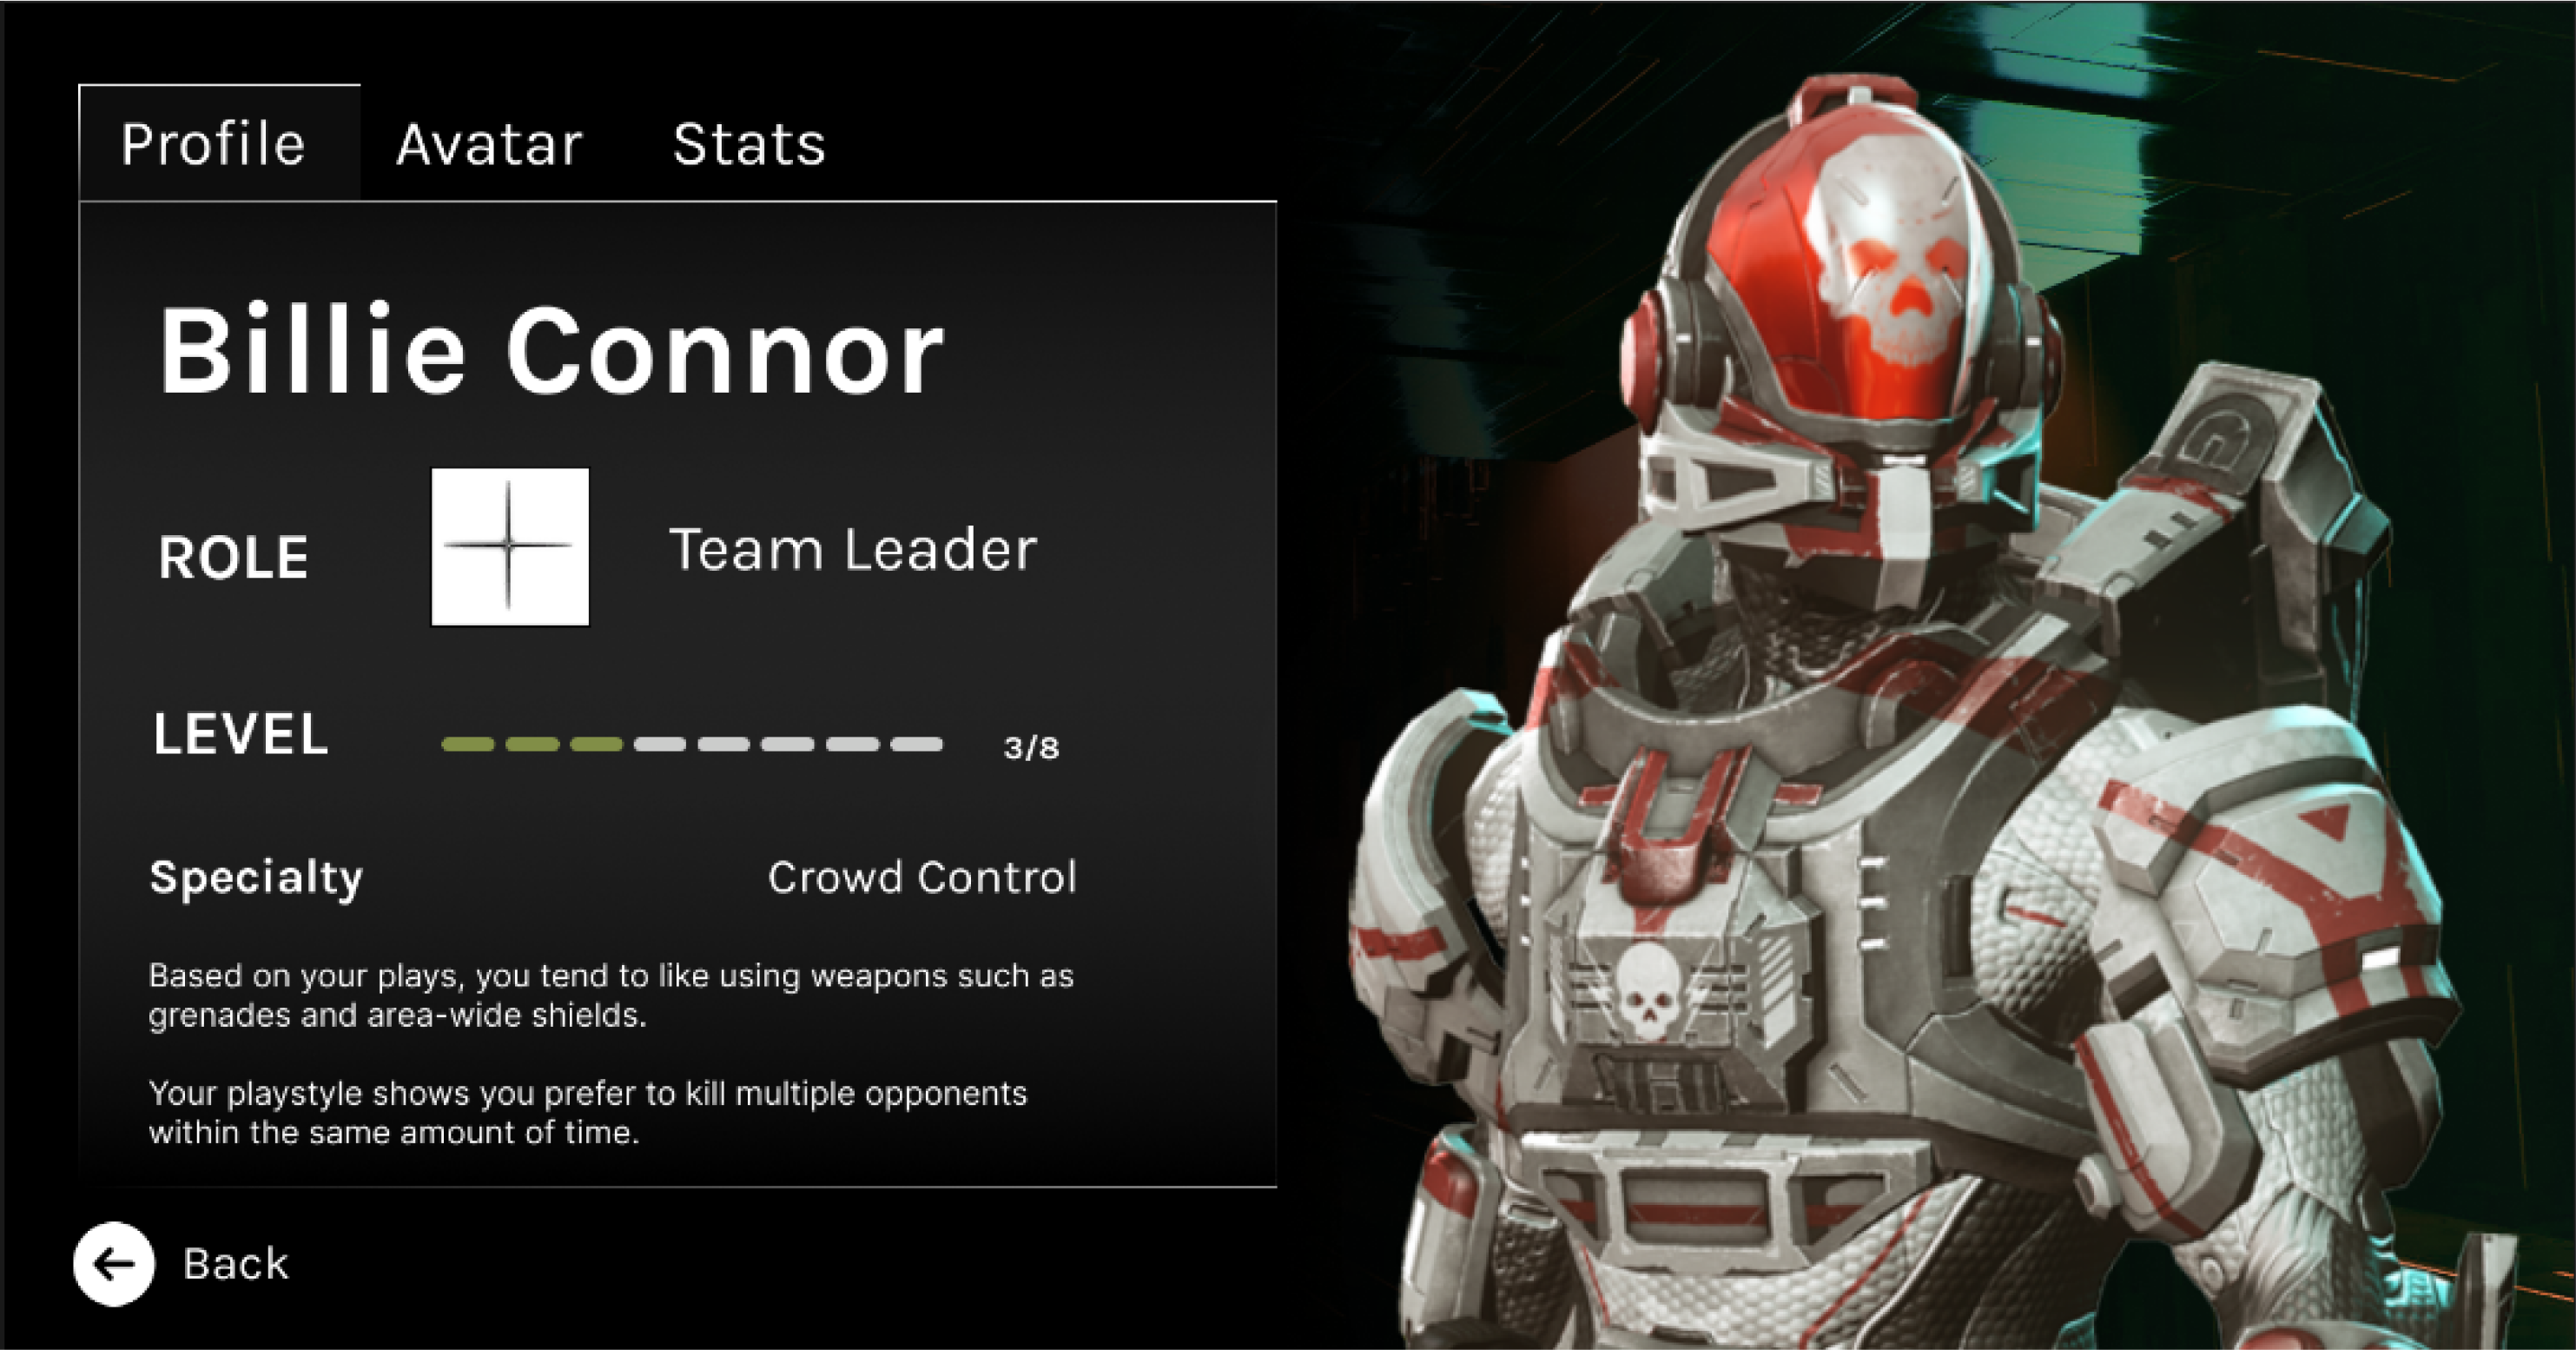 Profile Avatar Stats
Billie Connor
ROLE Team Leader
LEVEL 3/8
Specialty Crowd Control
Based on your plays, you tend to like using weapons such as
grenades and area-wide shields.
Your playstyle shows you prefer to kill multiple opponents
within the same amount of time.
Back